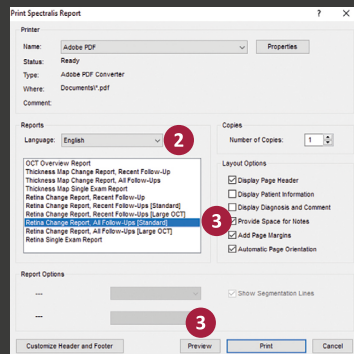 Print Spectralis Report ? X
Printer
Name: Adobe PDF Properties
Status: Ready
Type: Adobe PDF Converter
Where: Documents\*.pdf
Comment:
Reports Copies
Language: English 2 Number of Copies: 1
OCT Overview Report Layout Options
Thickness Map Change Report, Recent Follow-Up
Thickness Map Change Report, All Follow-Ups Display Page Header
Thickness Map Single Exam Report Display Patient Information
Retina Change Report, Recent Follow-Up Display Diagnosis and Comment
Retina Change Report, Recent Follow-Ups [Standard]
Retina Change Report, Recent Follow-Ups [Large OCT] 3 Provide Space for Notes
Retina Change Report, All Follow-Ups [Standard] Add Page Margins
Retina Change Report, All Follow-Ups [Large OCT] Automatic Page Orientation
Retina Single Exam Report
Report Options
--- Show Segmentation Lines
--- 3
Customize Header and Footer Preview Print Cancel